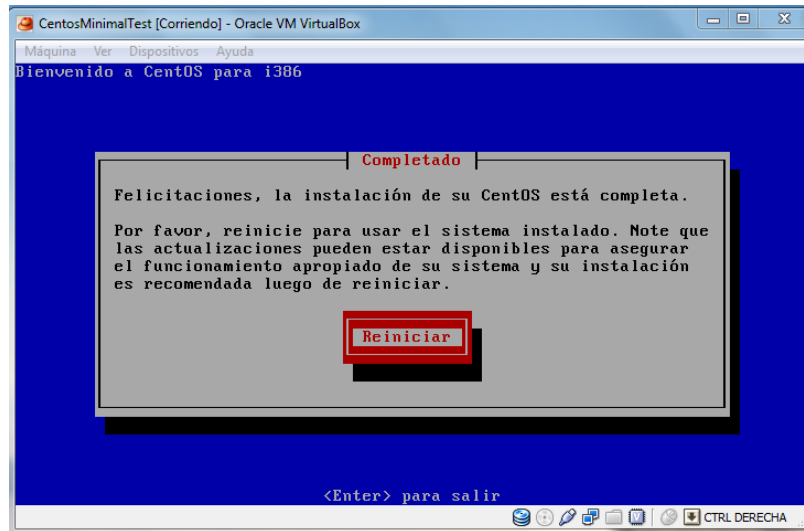 CentosMinimalTest [Corriendo] - Oracle VM VirtualBox
Máquina Ver Dispositivos Ayuda
Bienvenido a CentOS para i386
Completado
Felicitaciones, la instalación de su CentOS está completa.
Por favor, reinicie para usar el sistema instalado. Note que
las actualizaciones pueden estar disponibles para asegurar
el funcionamiento apropiado de su sistema y su instalación
es recomendada luego de reiniciar.
Reiniciar
<Enter> para salir
CTRL DERECHA